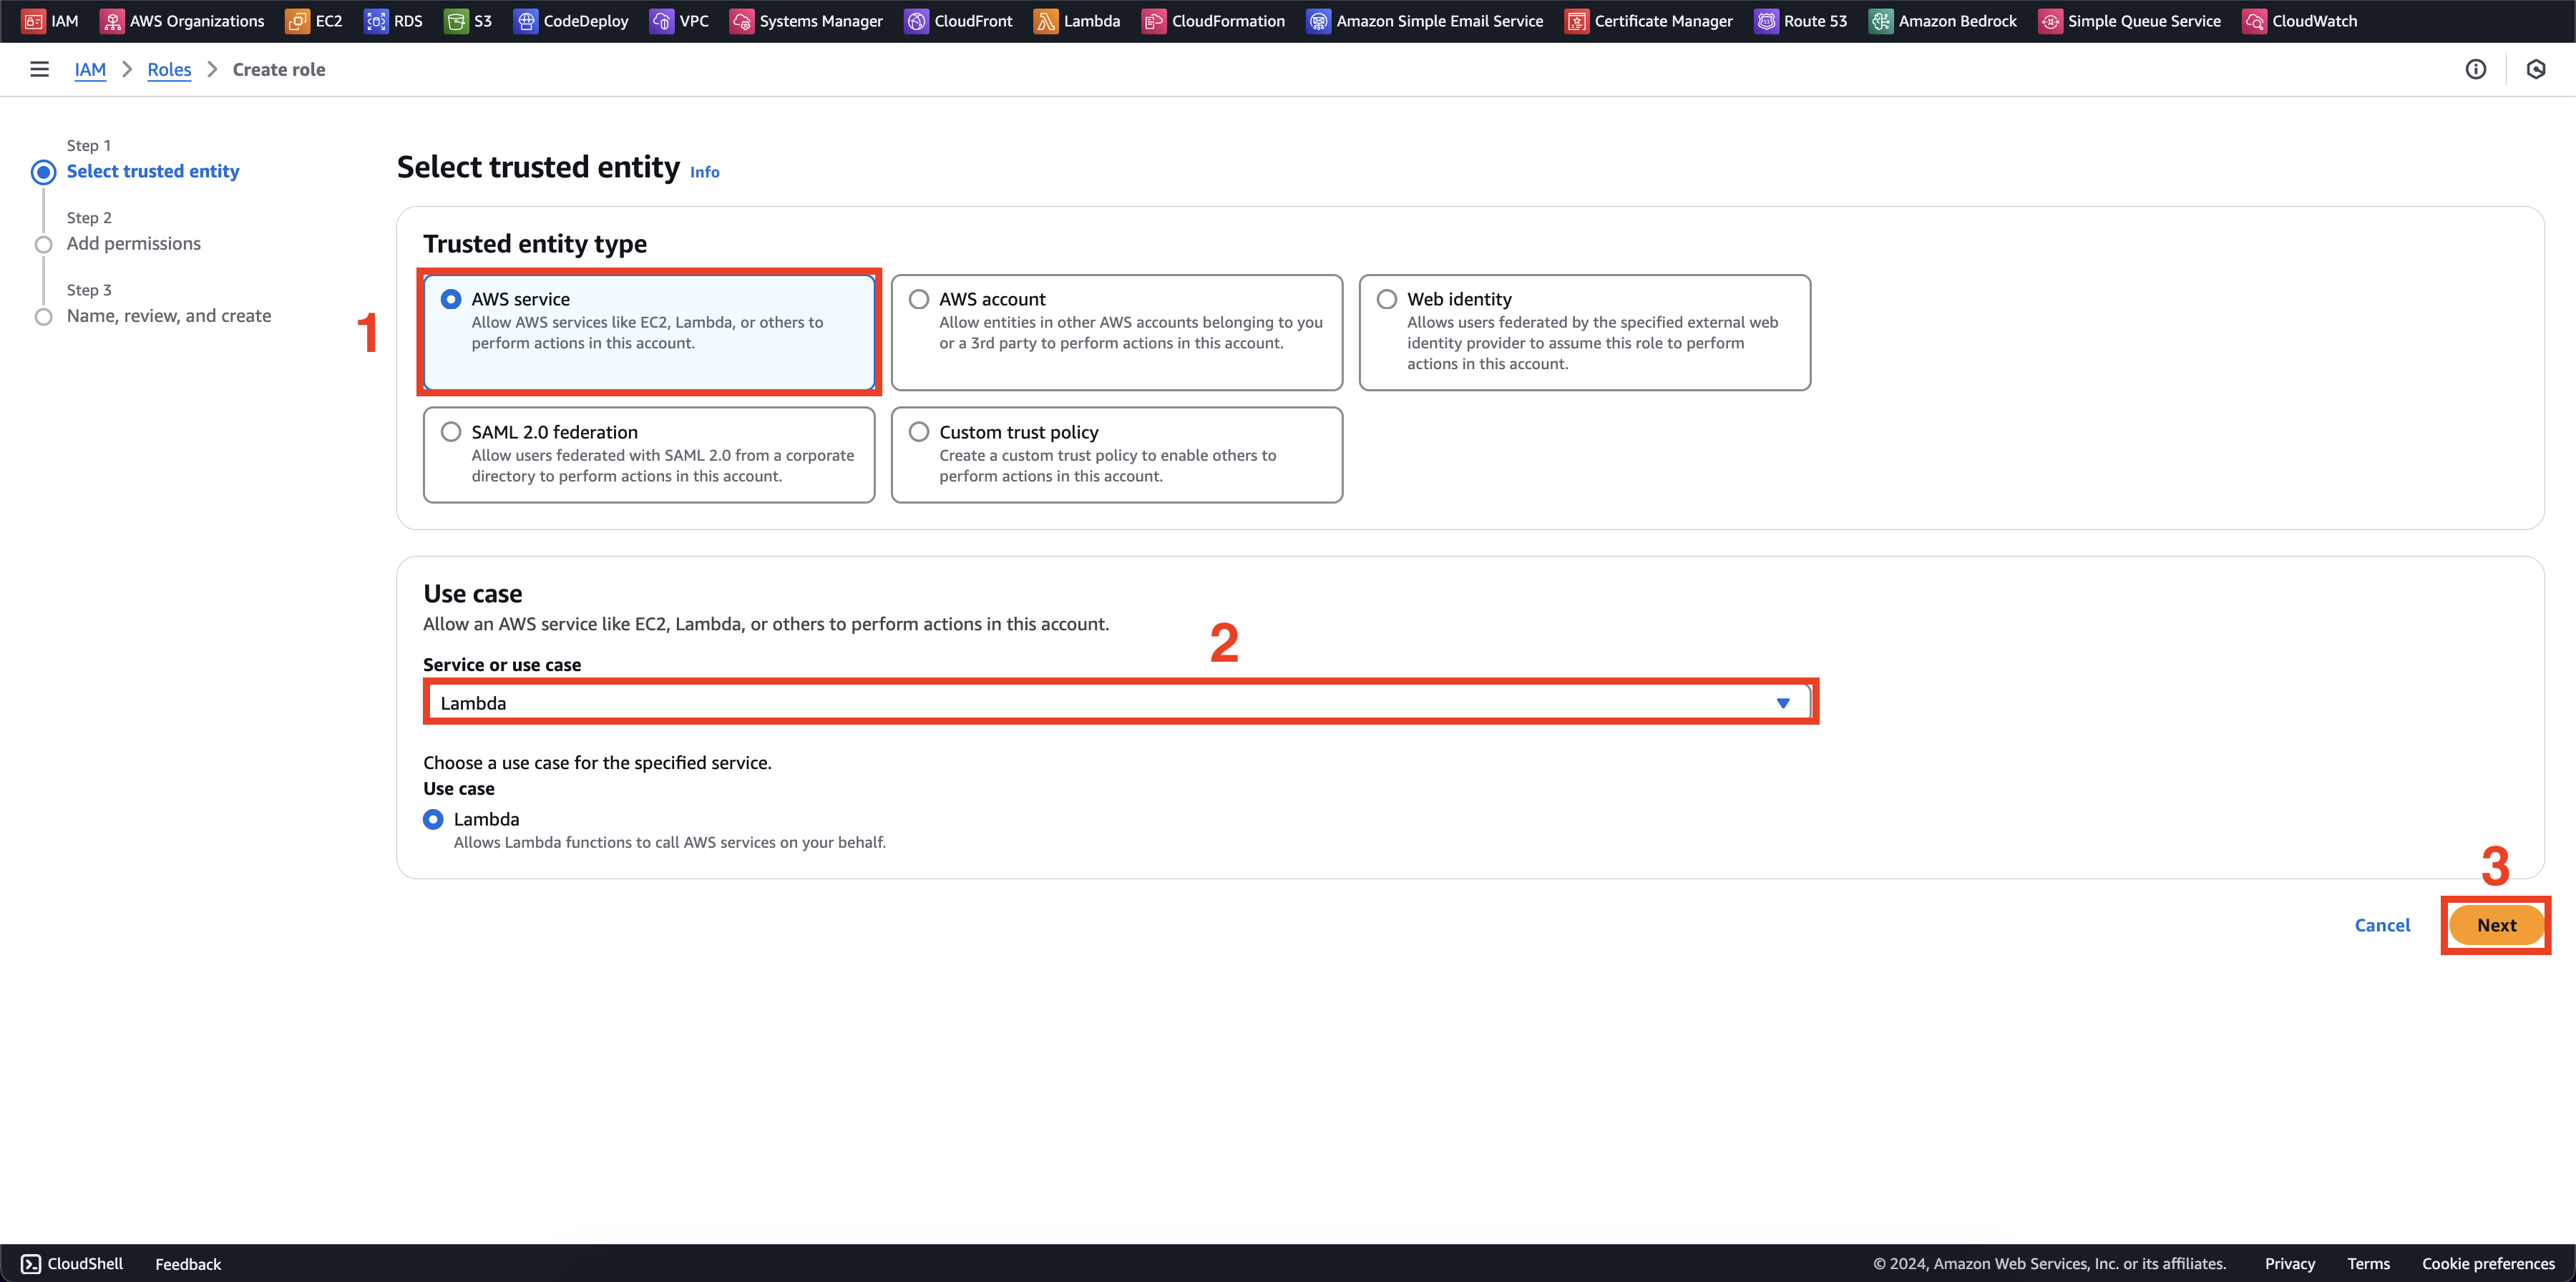 IAM AWS Organizations EC2 RDS S3 CodeDeploy VPC Systems Manager CloudFront Lambda CloudFormation Amazon Simple Email Service Certificate Manager Route 53 Amazon Bedrock Simple Queue Service CloudWatch
IAM > Roles > Create role
Step 1
Select trusted entity
Step 2
Add permissions
Step 3
Name, review, and create
Select trusted entity Info
Trusted entity type
1
AWS service
Allow AWS services like EC2, Lambda, or others to
perform actions in this account.
AWS account
Allow entities in other AWS accounts belonging to you
or a 3rd party to perform actions in this account.
Web identity
Allows users federated by the specified external web
identity provider to assume this role to perform
actions in this account.
SAML 2.0 federation
Allow users federated with SAML 2.0 from a corporate
directory to perform actions in this account.
Custom trust policy
Create a custom trust policy to enable others to
perform actions in this account.
Use case
Allow an AWS service like EC2, Lambda, or others to perform actions in this account.
2
Service or use case
Lambda
Choose a use case for the specified service.
Use case
Lambda
Allows Lambda functions to call AWS services on your behalf.
3
Cancel Next
CloudShell Feedback © 2024, Amazon Web Services, Inc. or its affiliates. Privacy Terms Cookie preferences